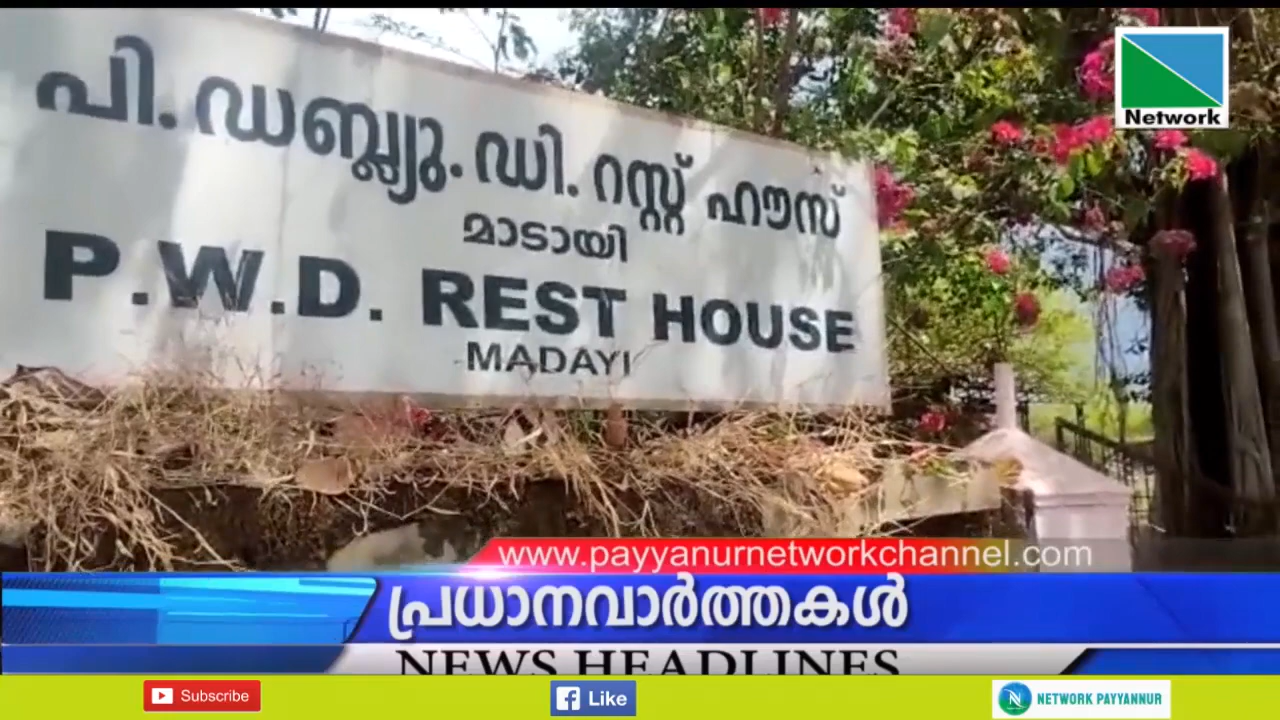 പി. ഡബ്ല്യു. ഡി. റസ്റ്റ് ഹൗസ്
മാടായി
P.W.D. REST HOUSE
MADAYI
Network
www.payyanurnetworkchannel.com
പ്രധാനവാർത്തകൾ
NEWS HEADLINES
Subscribe
Like
NETWORK PAYYANNUR